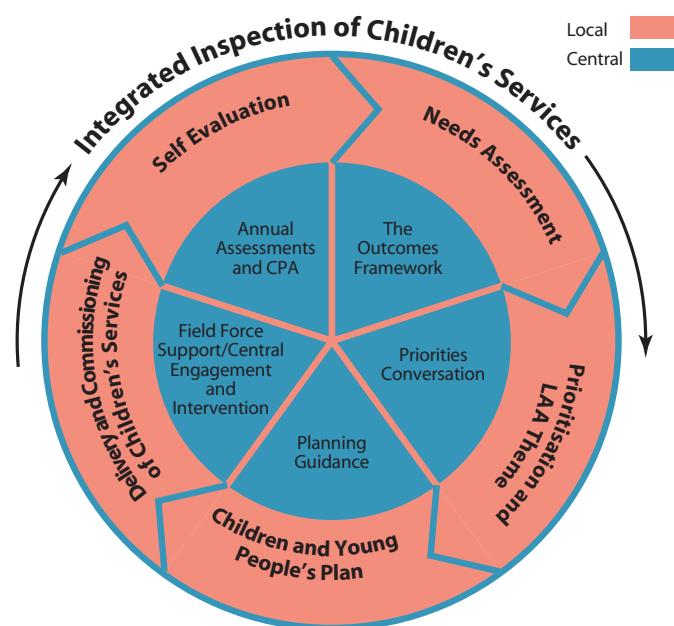 Integrated Inspection of Children’s Services
Local
Central
Self Evaluation
Needs Assessment
Prioritisation and
LAA Theme
Children and Young
People’s Plan
Delivery and Commissioning
of Children’s Services
Annual
Assessments
and CPA
The
Outcomes
Framework
Priorities
Conversation
Planning
Guidance
Field Force
Support/Central
Engagement
and
Intervention